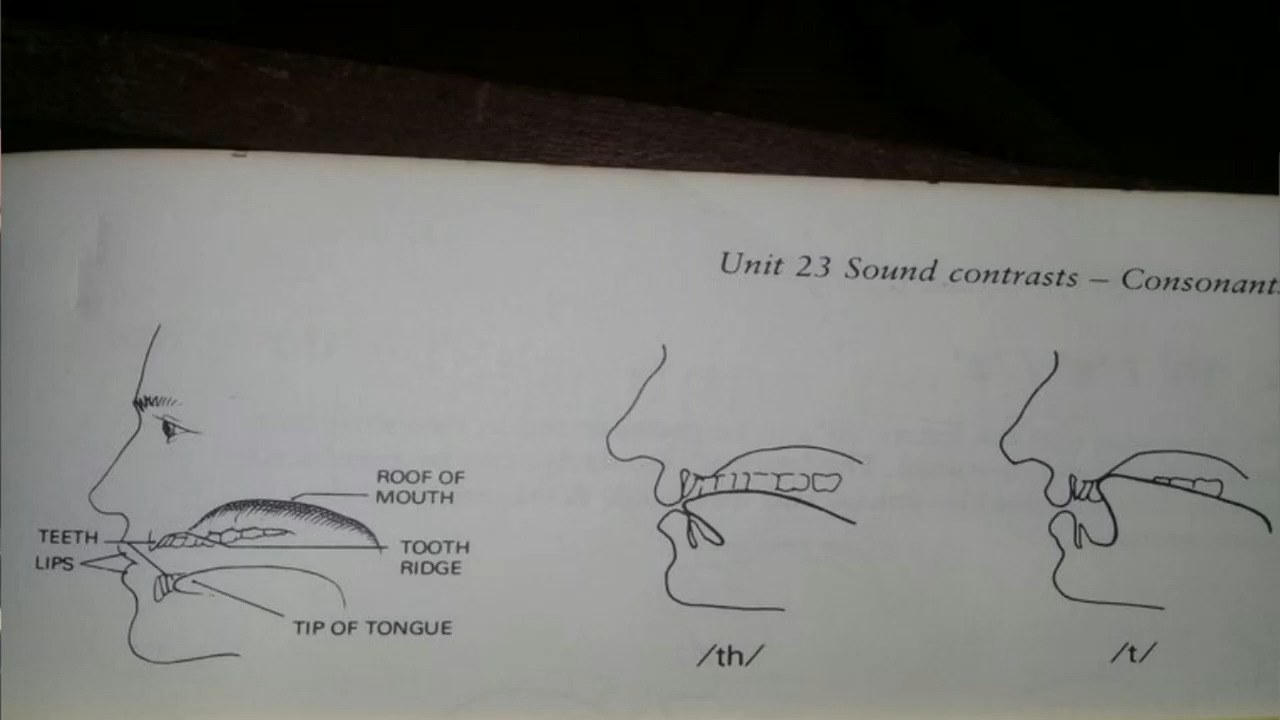 Unit 23 Sound contrasts – Consonant
ROOF OF
MOUTH
TEETH
LIPS
TOOTH
RIDGE
TIP OF TONGUE
/th/
/t/